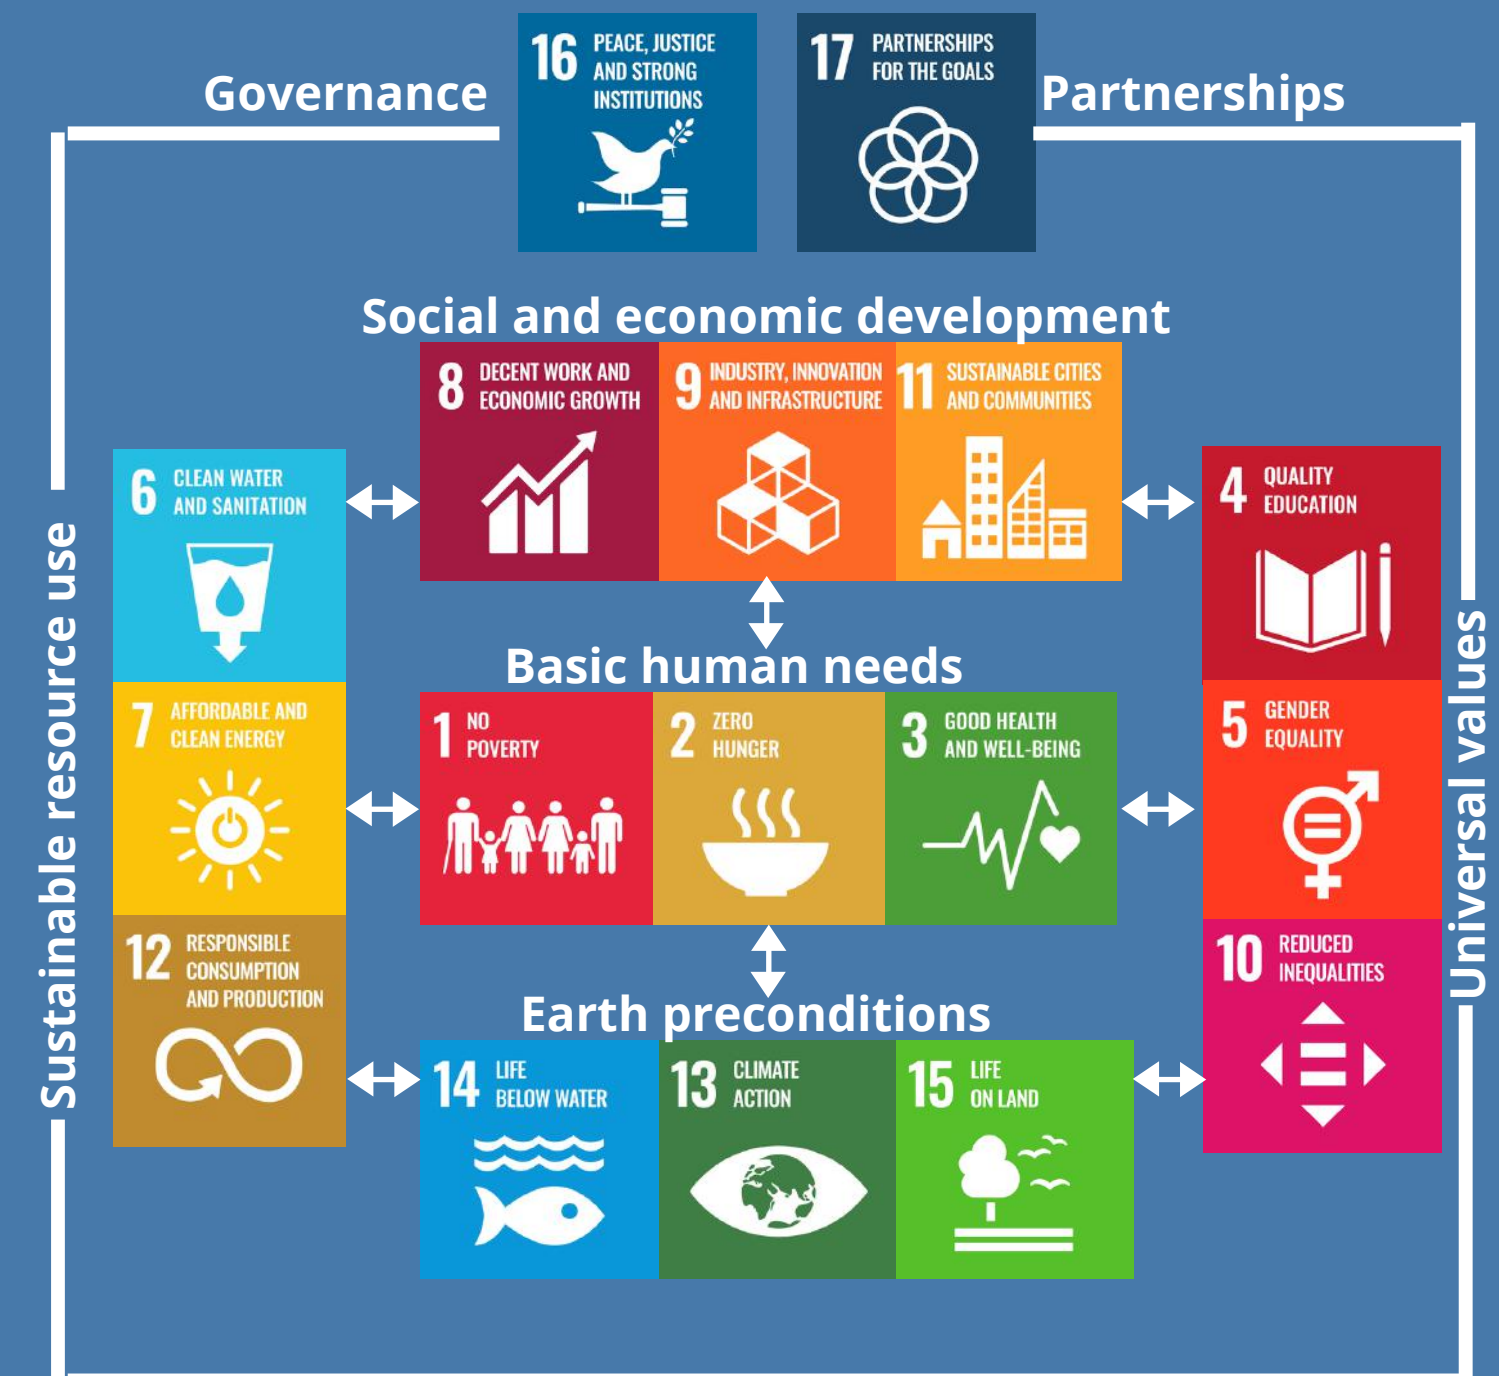 Governance
16 PEACE, JUSTICE
AND STRONG
INSTITUTIONS
17 PARTNERSHIPS
FOR THE GOALS
Partnerships
Social and economic development
8 DECENT WORK AND
ECONOMIC GROWTH
9 INDUSTRY, INNOVATION
AND INFRASTRUCTURE
11 SUSTAINABLE CITIES
AND COMMUNITIES
Sustainable resource use
6 CLEAN WATER
AND SANITATION
7 AFFORDABLE AND
CLEAN ENERGY
12 RESPONSIBLE
CONSUMPTION
AND PRODUCTION
Basic human needs
1 NO
POVERTY
2 ZERO
HUNGER
3 GOOD HEALTH
AND WELL-BEING
Earth preconditions
14 LIFE
BELOW WATER
13 CLIMATE
ACTION
15 LIFE
ON LAND
4 QUALITY
EDUCATION
5 GENDER
EQUALITY
10 REDUCED
INEQUALITIES
Universal values